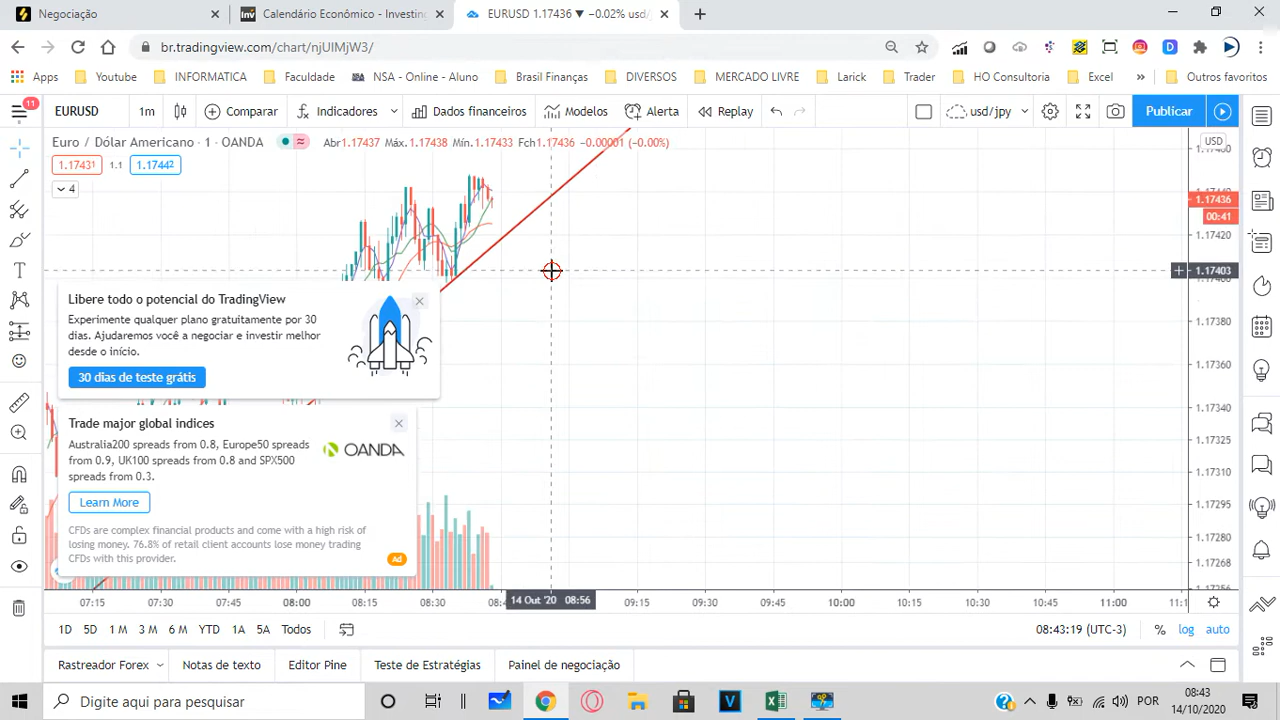 Negociação
Calendário Econômico - Investing
EURUSD 1.17436 ▼ −0.02% usd/
br.tradingview.com/chart/njUIMjW3/
Apps
Youtube
INFORMATICA
Faculdade
NSA - Online - Aluno
Brasil Finanças
DIVERSOS
MERCADO LIVRE
Larick
Trader
HO Consultoria
Excel
»
Outros favoritos
11
EURUSD
1m
Comparar
Indicadores
Dados financeiros
Modelos
Alerta
Replay
usd/jpy
Publicar
Euro / Dólar Americano · 1 · OANDA
Abr1.17437 Máx.1.17438 Mín.1.17433 Fch1.17436 −0.00001 (−0.00%)
USD
1.17431
1.1
1.17442
4
1.17436
00:41
1.17420
1.17403
1.17380
1.17360
1.17340
1.17325
1.17310
1.17295
1.17280
1.17268
1.17256
Libere todo o potencial do TradingView
Experimente qualquer plano gratuitamente por 30
dias. Ajudaremos você a negociar e investir melhor
desde o início.
30 dias de teste grátis
Trade major global indices
Australia200 spreads from 0.8, Europe50 spreads
from 0.9, UK100 spreads from 0.8 and SPX500
spreads from 0.3.
OANDA
Learn More
CFDs are complex financial products and come with a high risk of
losing money. 76.8% of retail client accounts lose money trading
CFDs with this provider.
Ad
07:15
07:30
07:45
08:00
08:15
08:30
14 Out '20 08:56
09:15
09:30
09:45
10:00
10:15
10:30
10:45
11:00
1D
5D
1 M
3 M
6 M
YTD
1A
5A
Todos
08:43:19 (UTC-3)
%
log
auto
Rastreador Forex
Notas de texto
Editor Pine
Teste de Estratégias
Painel de negociação
Digite aqui para pesquisar
POR
08:43
14/10/2020